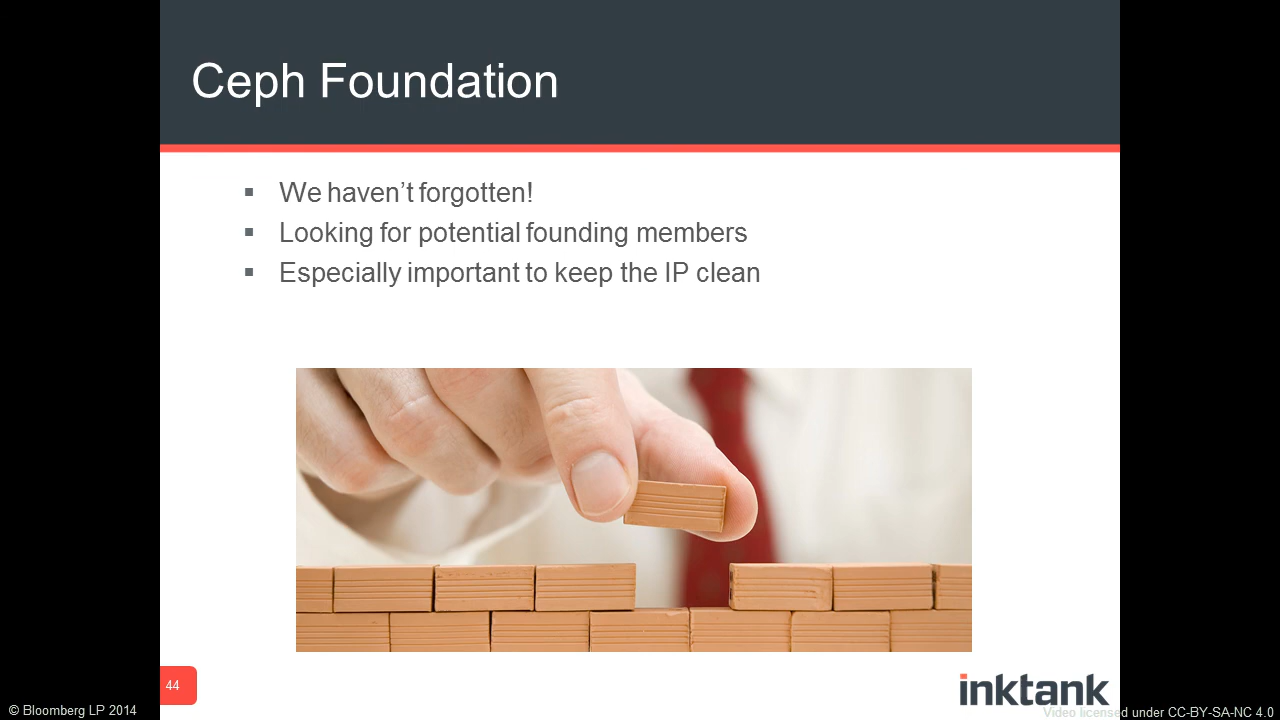 Ceph Foundation
We haven’t forgotten!
Looking for potential founding members
Especially important to keep the IP clean
44
inktank
© Bloomberg LP 2014
Video licensed under CC-BY-SA-NC 4.0